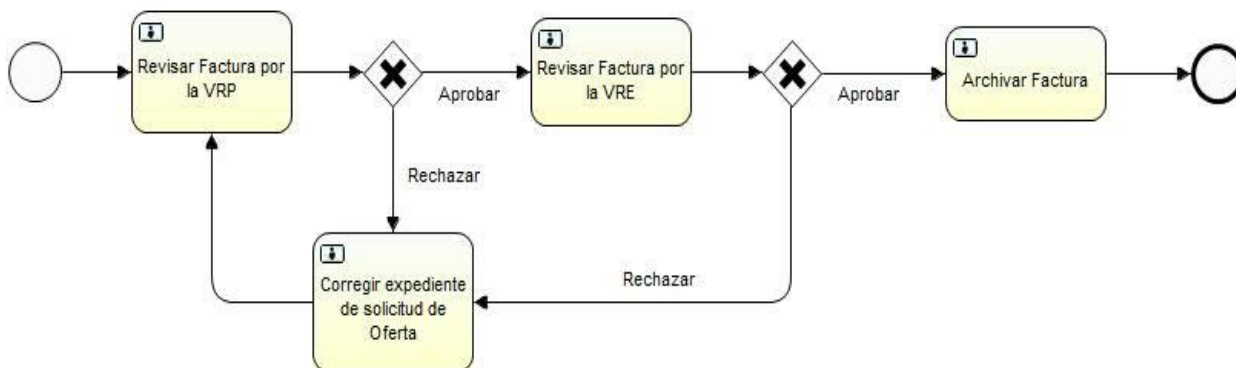 Revisar Factura por
la VRP
Aprobar
Revisar Factura por
la VRE
Aprobar
Archivar Factura
Rechazar
Rechazar
Corregir expediente
de solicitud de
Oferta